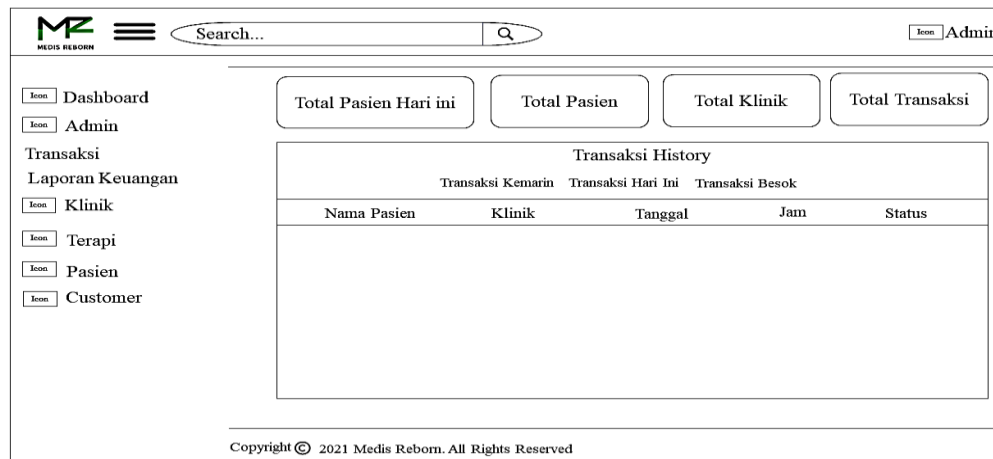 MZ
MEDIS REBORN
Search...
Icon Admin
Icon Dashboard
Icon Admin
Transaksi
Laporan Keuangan
Icon Klinik
Icon Terapi
Icon Pasien
Icon Customer
Total Pasien Hari ini
Total Pasien
Total Klinik
Total Transaksi
Transaksi History
Transaksi Kemarin Transaksi Hari Ini Transaksi Besok
Nama Pasien Klinik Tanggal Jam Status
Copyright © 2021 Medis Reborn. All Rights Reserved